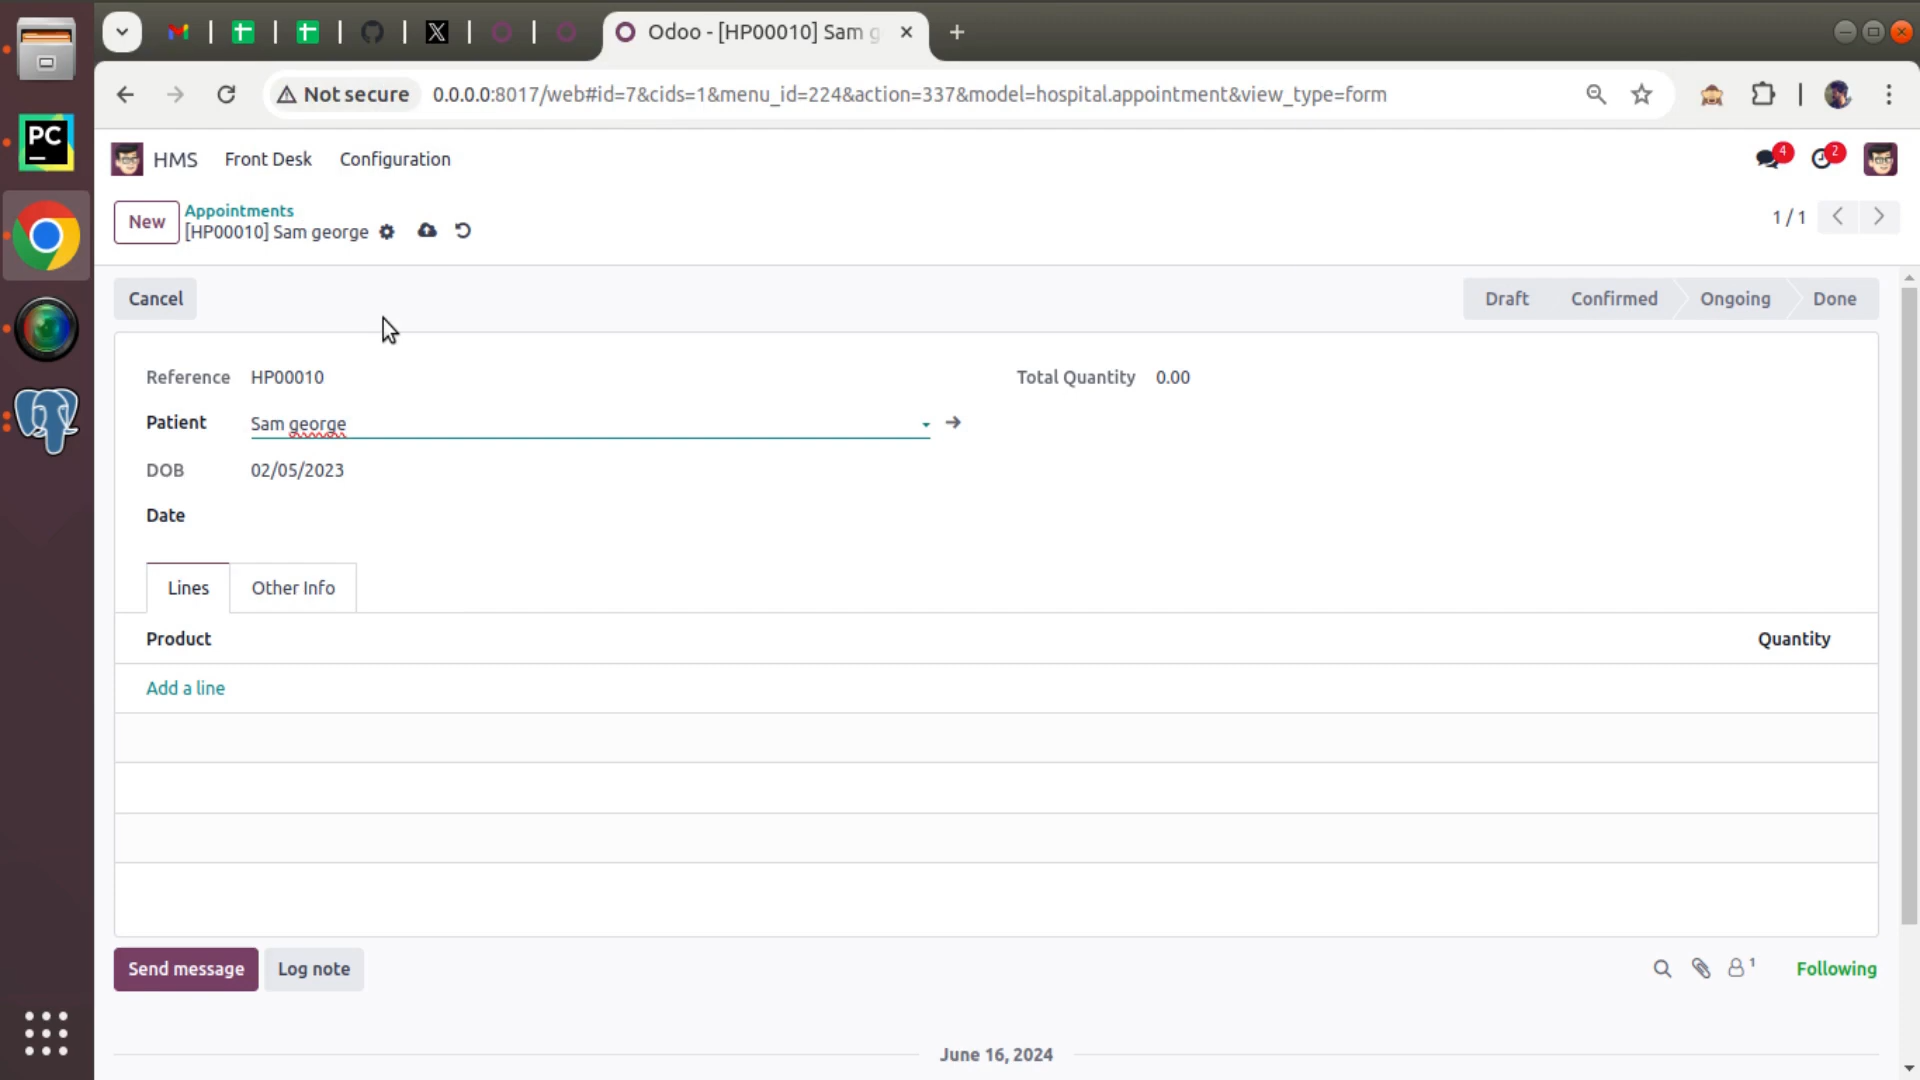 Odoo - [HP00010] Sam g
Not secure
0.0.0.0:8017/web#id=7&cids=1&menu_id=224&action=337&model=hospital.appointment&view_type=form
PC
HMS
Front Desk
Configuration
4
2
New
Appointments
[HP00010] Sam george
1 / 1
Cancel
Draft
Confirmed
Ongoing
Done
Reference
HP00010
Total Quantity
0.00
Patient
Sam george
DOB
02/05/2023
Date
Lines
Other Info
Product
Quantity
Add a line
Send message
Log note
1
Following
June 16, 2024